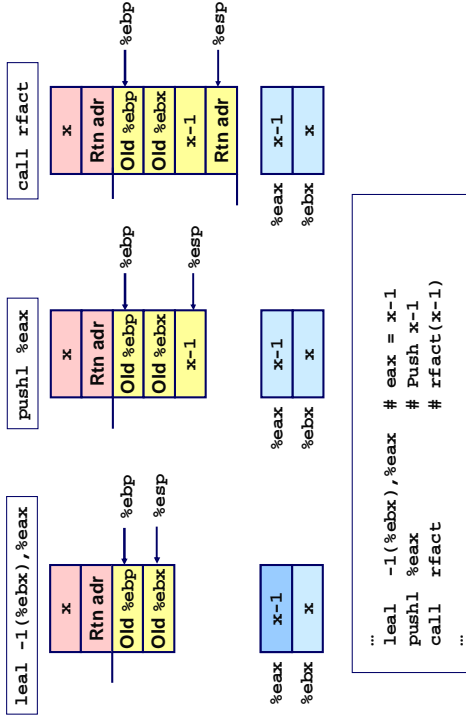 leal -1(%ebx),%eax
x
Rtn adr
Old %ebp
%ebp
Old %ebx
%esp
%eax
x-1
%ebx
x
pushl %eax
x
Rtn adr
Old %ebp
%ebp
Old %ebx
x-1
%esp
%eax
x-1
%ebx
x
call rfact
x
Rtn adr
Old %ebp
%ebp
Old %ebx
x-1
Rtn adr
%esp
%eax
x-1
%ebx
x
…
leal -1(%ebx),%eax # eax = x-1
pushl %eax # Push x-1
call rfact # rfact(x-1)
…